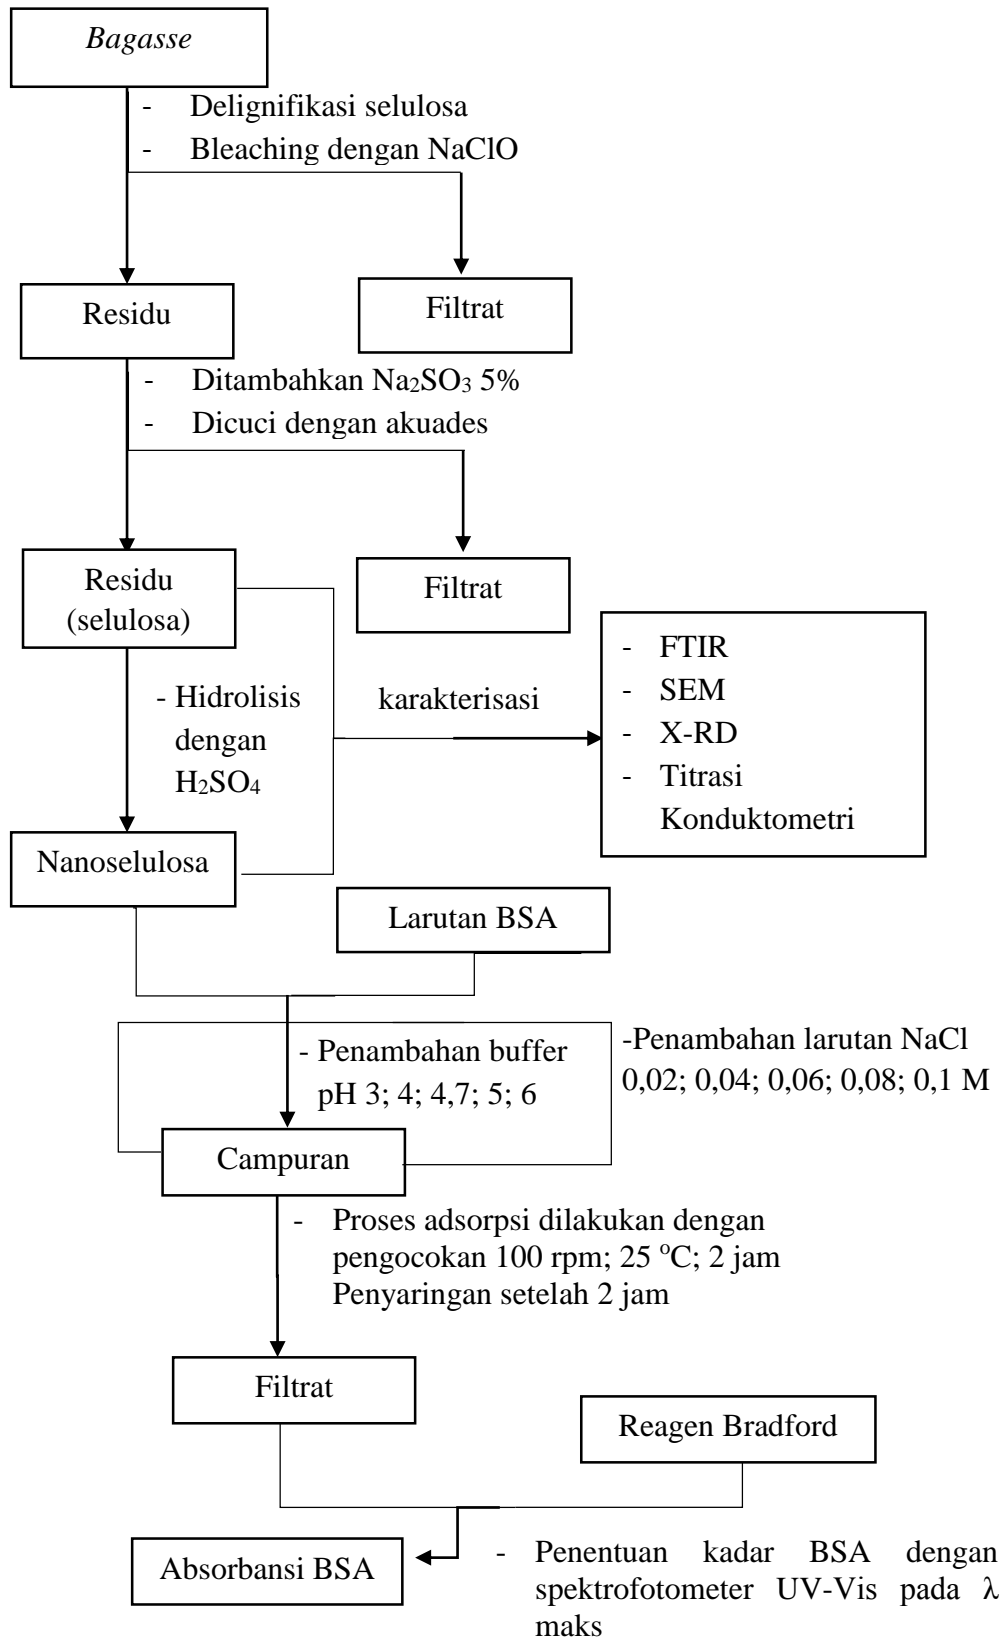 Bagasse
- Delignifikasi selulosa
- Bleaching dengan NaClO
Residu
Filtrat
- Ditambahkan Na₂SO₃ 5%
- Dicuci dengan akuades
Residu
(selulosa)
Filtrat
- Hidrolisis
dengan
H₂SO₄
karakterisasi
- FTIR
- SEM
- X-RD
- Titrasi
Konduktometri
Nanoselulosa
Larutan BSA
- Penambahan buffer
pH 3; 4; 4,7; 5; 6
-Penambahan larutan NaCl
0,02; 0,04; 0,06; 0,08; 0,1 M
Campuran
- Proses adsorpsi dilakukan dengan
pengocokan 100 rpm; 25 °C; 2 jam
Penyaringan setelah 2 jam
Filtrat
Reagen Bradford
Absorbansi BSA
- Penentuan kadar BSA dengan
spektrofotometer UV-Vis pada λ
maks